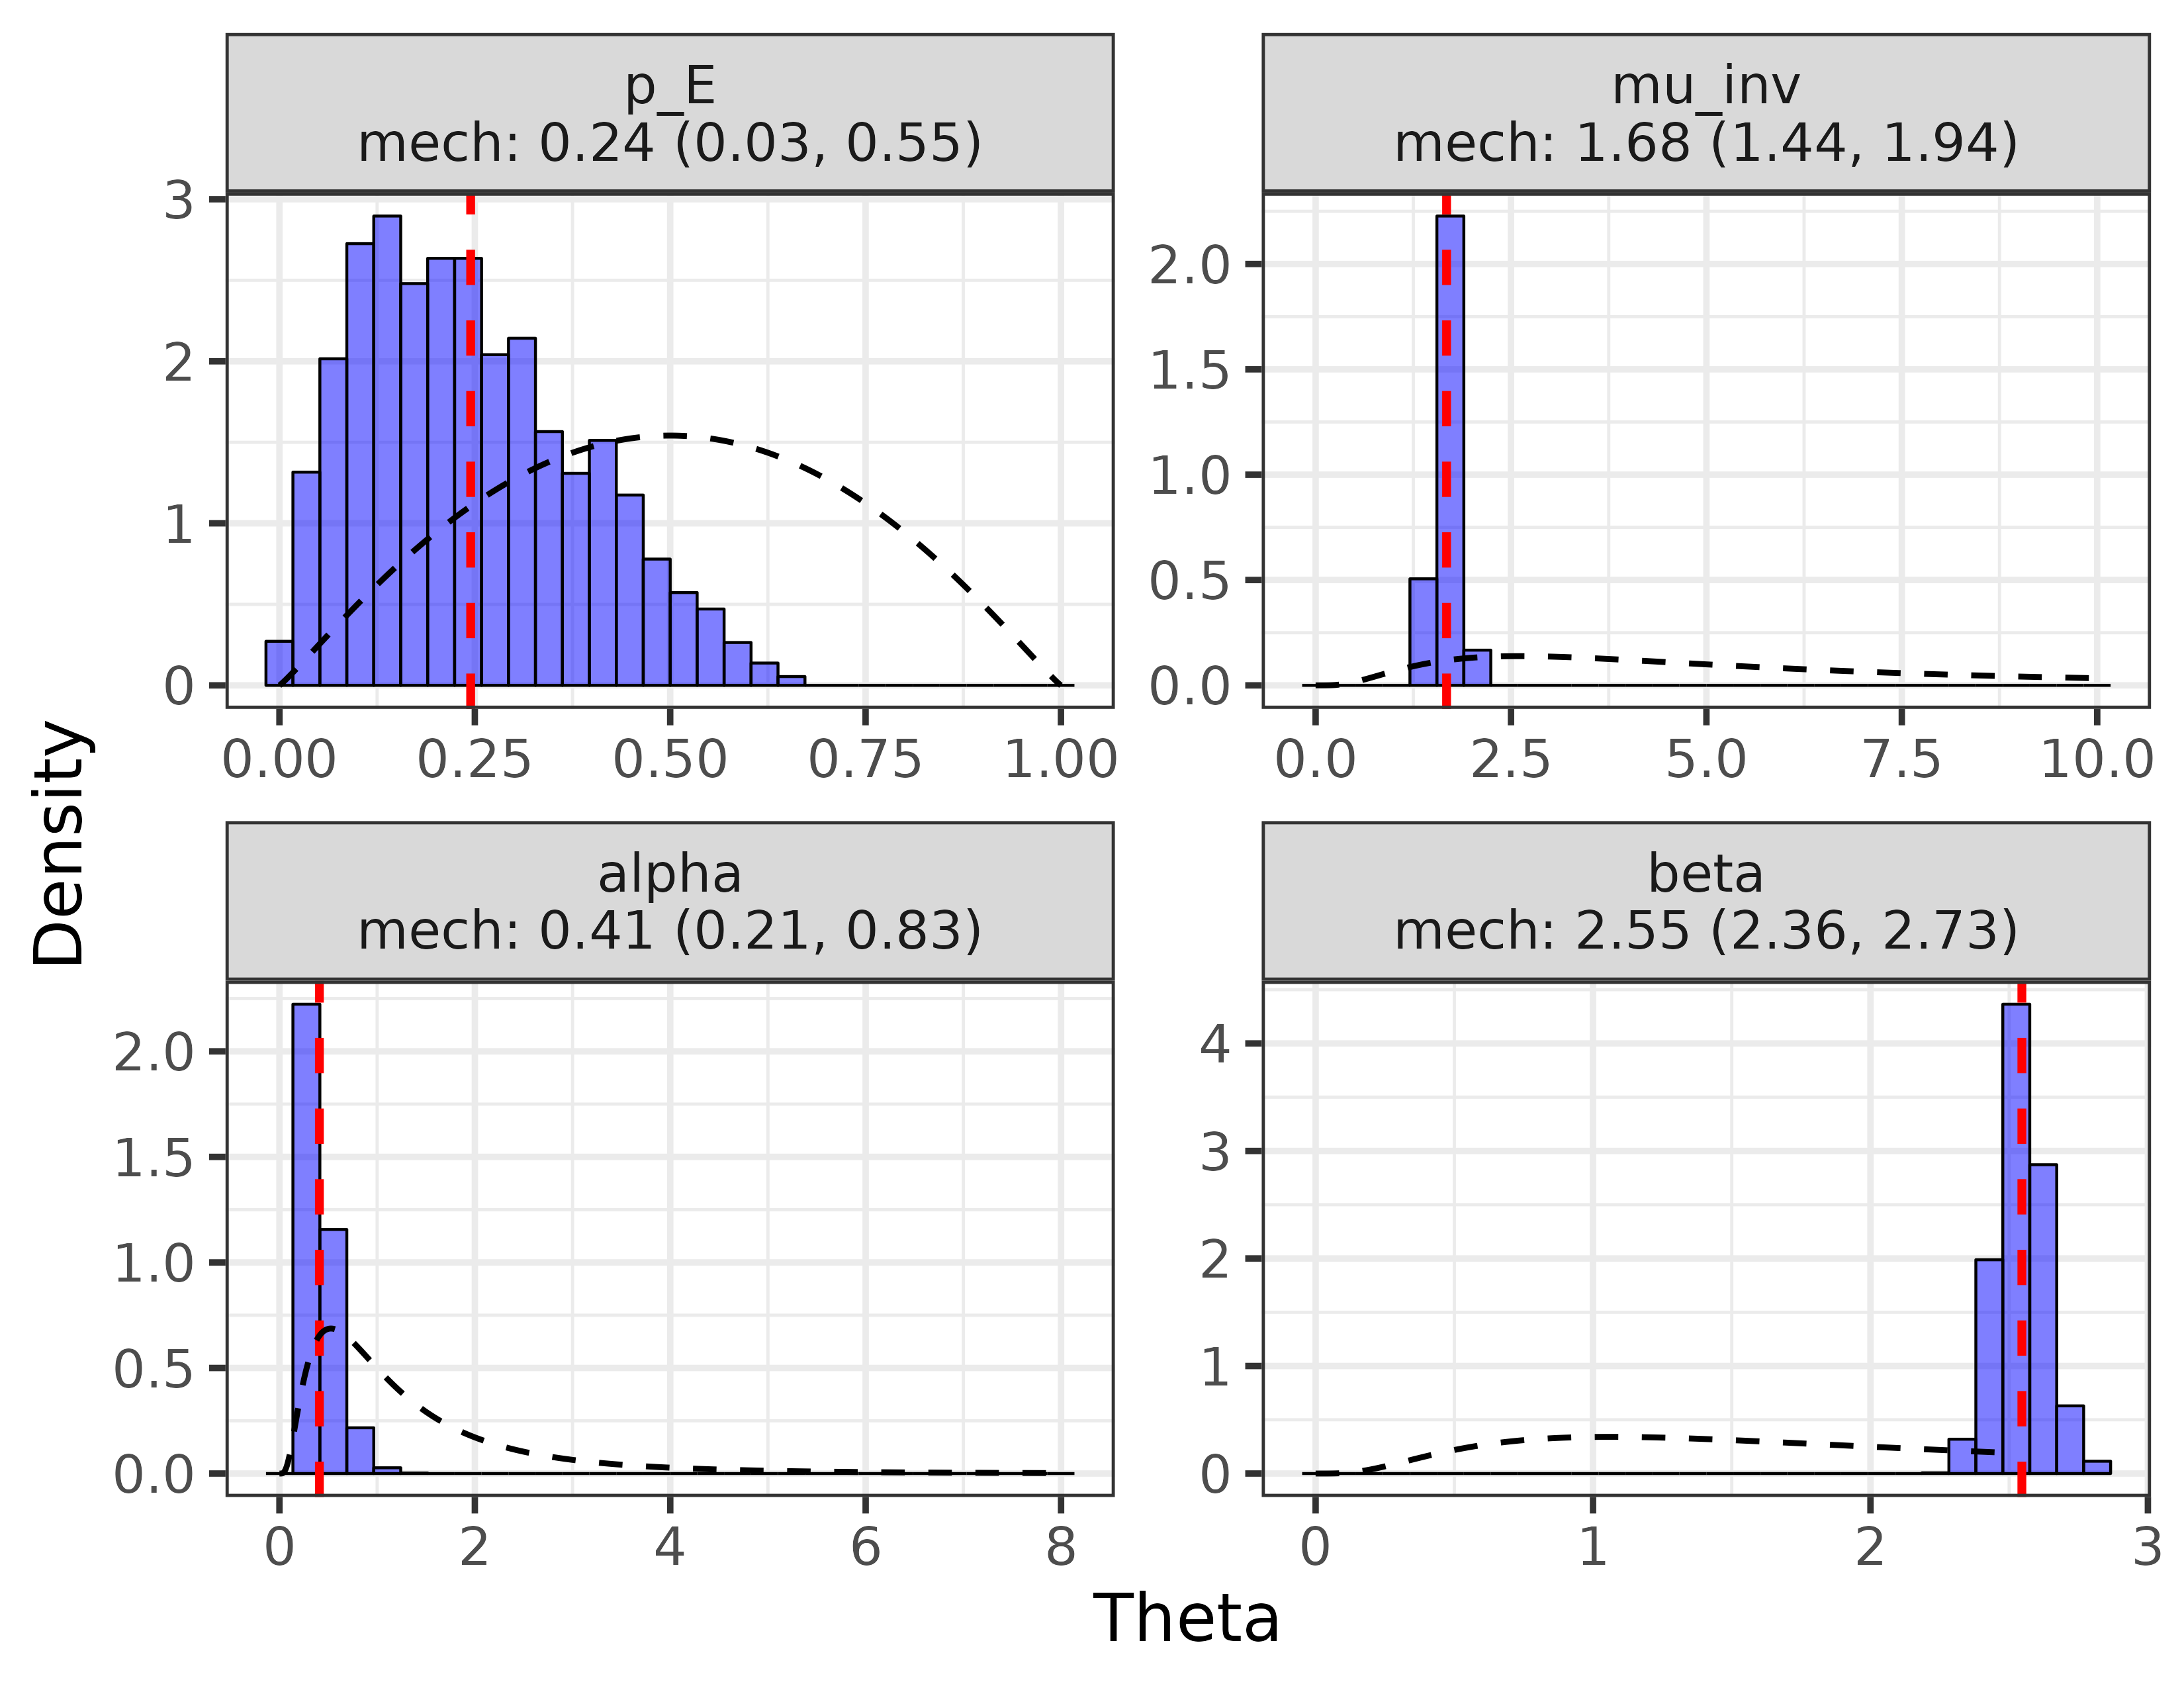 p_E
mech: 0.24 (0.03, 0.55)
mu_inv
mech: 1.68 (1.44, 1.94)
3
2
1
0
0.00 0.25 0.50 0.75 1.00
2.0
1.5
1.0
0.5
0.0
0.0 2.5 5.0 7.5 10.0
Density
alpha
mech: 0.41 (0.21, 0.83)
beta
mech: 2.55 (2.36, 2.73)
2.0
1.5
1.0
0.5
0.0
0 2 4 6 8
4
3
2
1
0
0 1 2 3
Theta